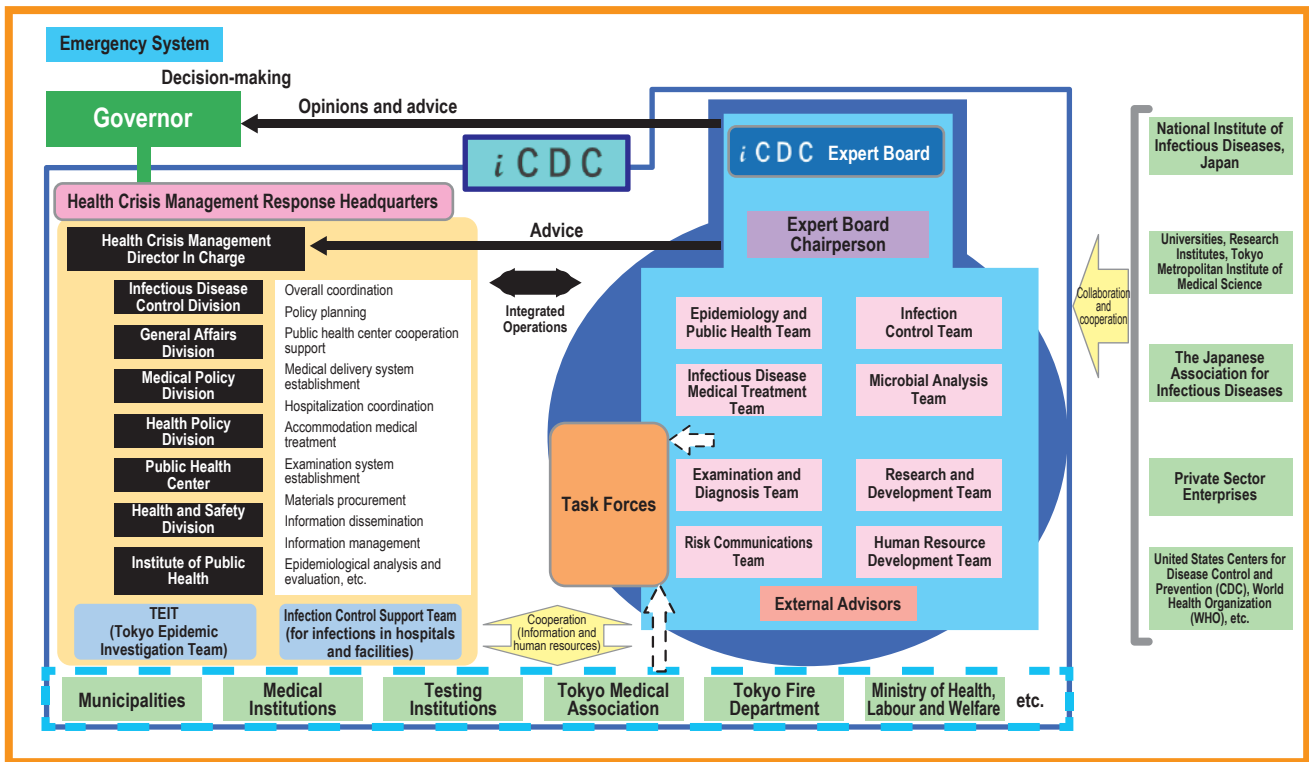 Emergency System
Decision-making
Governor
Opinions and advice
i CDC
i CDC Expert Board
Health Crisis Management Response Headquarters
Health Crisis Management
Director In Charge
Advice
Expert Board
Chairperson
Infectious Disease
Control Division
General Affairs
Division
Medical Policy
Division
Health Policy
Division
Public Health
Center
Health and Safety
Division
Institute of Public
Health
Overall coordination
Policy planning
Public health center cooperation
support
Medical delivery system
establishment
Hospitalization coordination
Accommodation medical
treatment
Examination system
establishment
Materials procurement
Information dissemination
Information management
Epidemiological analysis and
evaluation, etc.
Integrated
Operations
Epidemiology and
Public Health Team
Infection
Control Team
Infectious Disease
Medical Treatment
Team
Microbial Analysis
Team
Task Forces
Examination and
Diagnosis Team
Research and
Development Team
Risk Communications
Team
Human Resource
Development Team
External Advisors
TEIT
(Tokyo Epidemic
Investigation Team)
Infection Control Support Team
(for infections in hospitals
and facilities)
Cooperation
(Information and
human resources)
Municipalities
Medical
Institutions
Testing
Institutions
Tokyo Medical
Association
Tokyo Fire
Department
Ministry of Health,
Labour and Welfare
etc.
Collaboration
and
cooperation
National Institute of
Infectious Diseases,
Japan
Universities, Research
Institutes, Tokyo
Metropolitan Institute of
Medical Science
The Japanese
Association for
Infectious Diseases
Private Sector
Enterprises
United States Centers for
Disease Control and
Prevention (CDC), World
Health Organization
(WHO), etc.